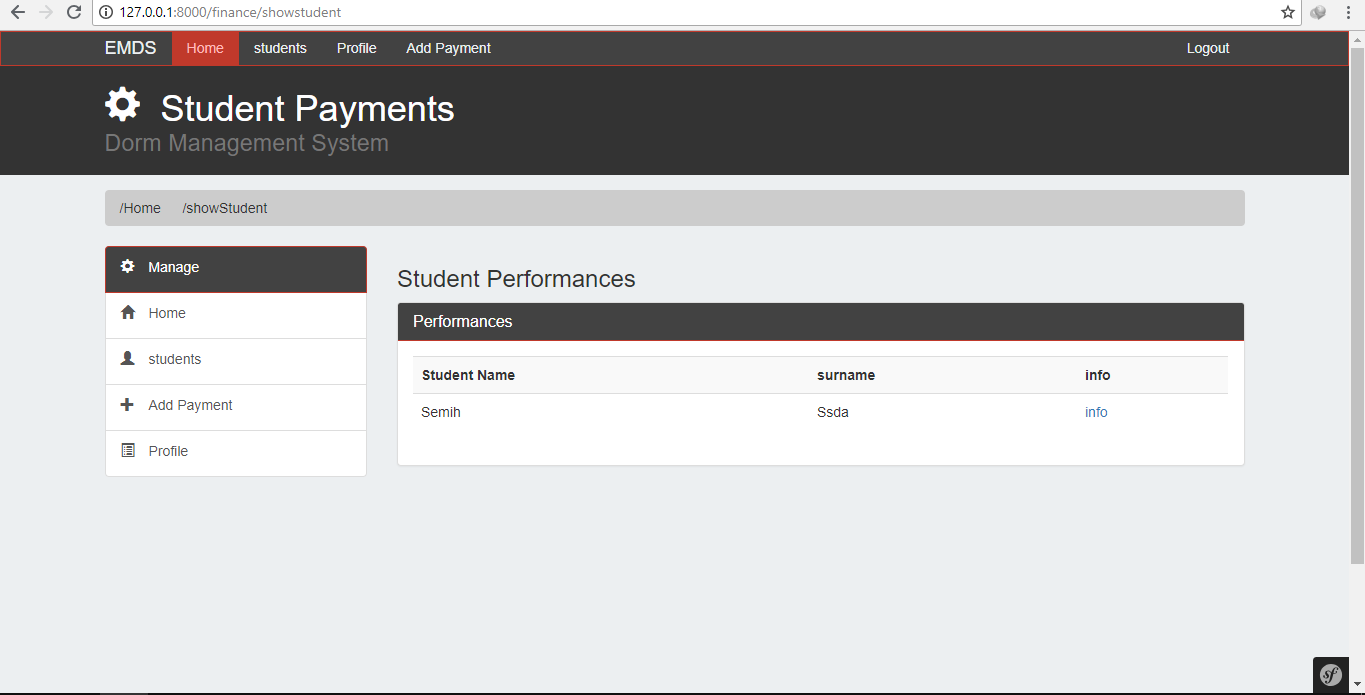 127.0.0.1:8000/finance/showstudent
EMDS Home students Profile Add Payment Logout
Student Payments
Dorm Management System
/Home /showStudent
Manage
Home
students
Add Payment
Profile
Student Performances
Performances
Student Name surname info
Semih Ssda info
sf